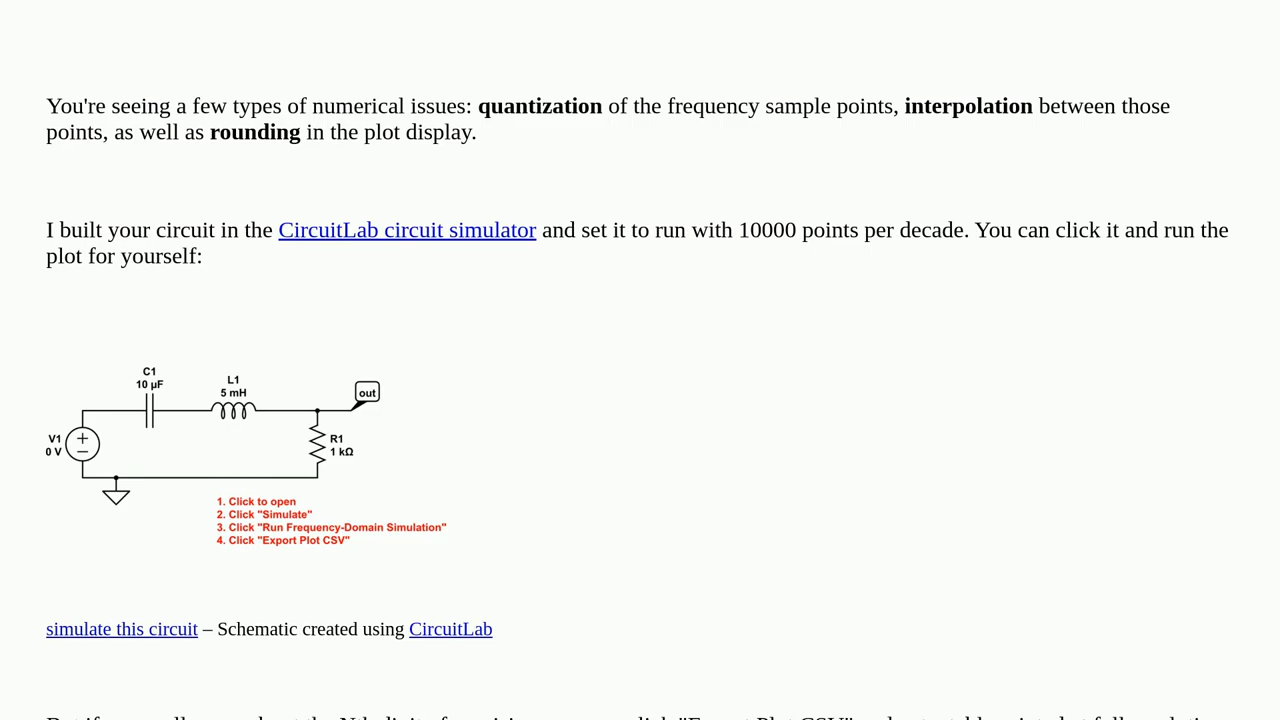 You're seeing a few types of numerical issues: quantization of the frequency sample points, interpolation between those
points, as well as rounding in the plot display.
I built your circuit in the CircuitLab circuit simulator and set it to run with 10000 points per decade. You can click it and run the
plot for yourself:
C1
10 µF
L1
5 mH
out
V1
0 V
R1
1 kΩ
1. Click to open
2. Click "Simulate"
3. Click "Run Frequency-Domain Simulation"
4. Click "Export Plot CSV"
simulate this circuit – Schematic created using CircuitLab